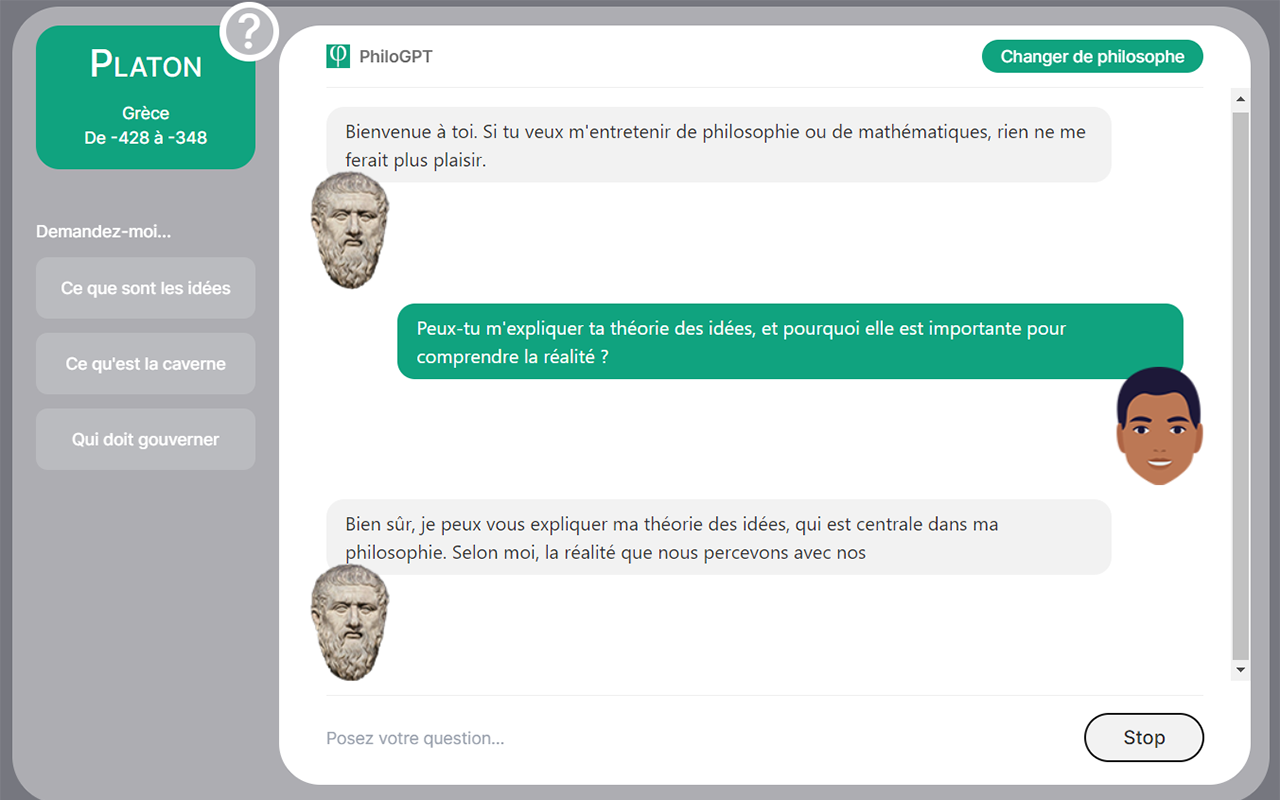 ?
PLATON
Grèce
De -428 à -348
Demandez-moi...
Ce que sont les idées
Ce qu'est la caverne
Qui doit gouverner
φ PhiloGPT
Changer de philosophe
Bienvenue à toi. Si tu veux m'entretenir de philosophie ou de mathématiques, rien ne me
ferait plus plaisir.
Peux-tu m'expliquer ta théorie des idées, et pourquoi elle est importante pour
comprendre la réalité ?
Bien sûr, je peux vous expliquer ma théorie des idées, qui est centrale dans ma
philosophie. Selon moi, la réalité que nous percevons avec nos
Posez votre question...
Stop